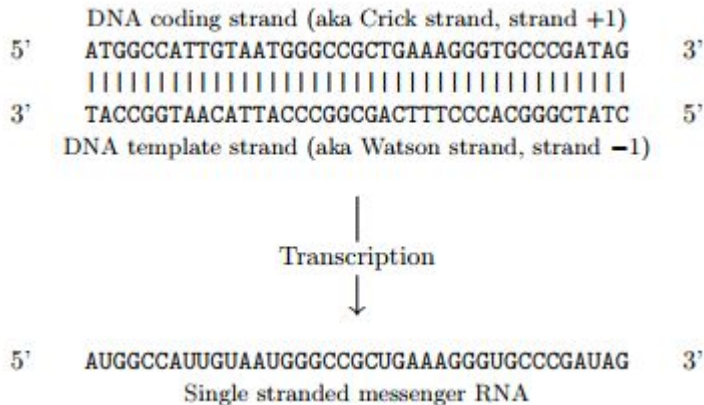 DNA coding strand (aka Crick strand, strand +1)
5’ ATGGCCATTGTAATGGGCCGCTGAAAGGGTGCCCGATAG 3’
|||||||||||||||||||||||||||||||||||||||
3’ TACCGGTAACATTACCCGGCGACTTTCCCACGGGCTATC 5’
DNA template strand (aka Watson strand, strand −1)
Transcription
5’ AUGGCCAUUGUAAUGGGCCGCUGAAAGGGUGCCCGAUAG 3’
Single stranded messenger RNA